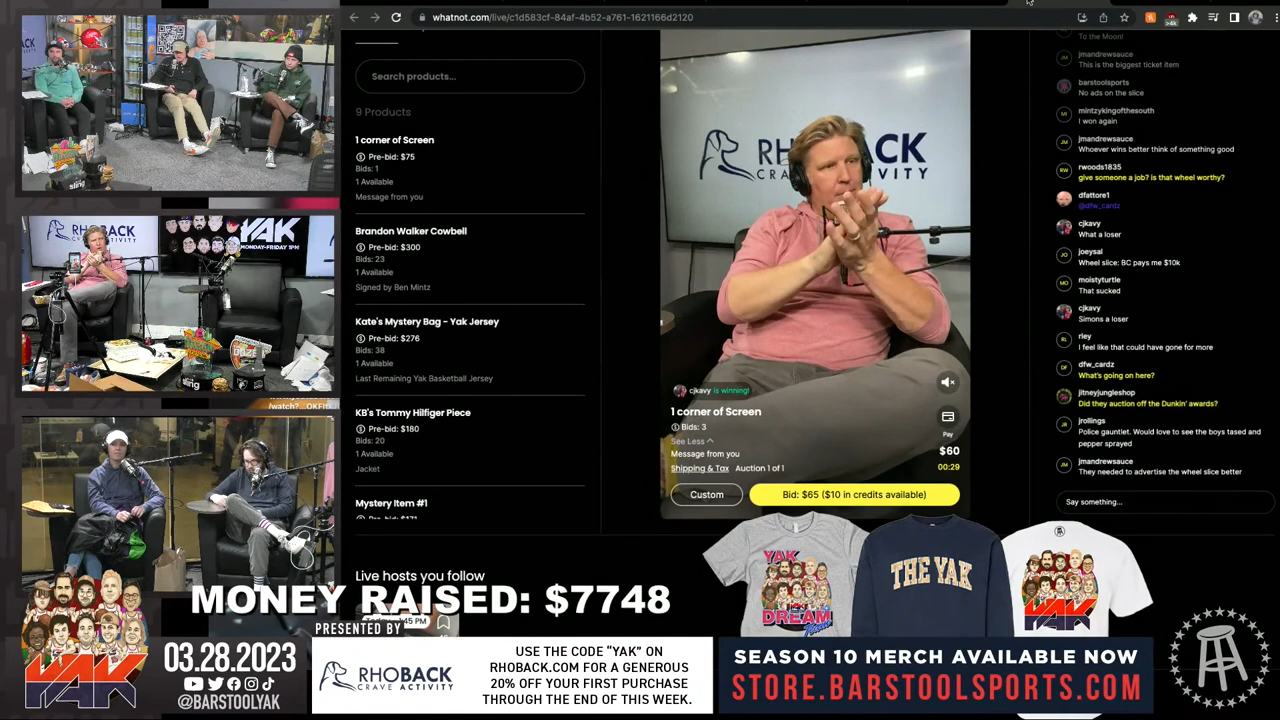 whatnot.com/live/c1d583cf-84af-4b52-a761-1621166d2120
Search products...
9 Products
1 corner of Screen
Pre-bid: $75
Bids: 1
1 Available
Message from you
Brandon Walker Cowbell
Pre-bid: $300
Bids: 23
1 Available
Signed by Ben Mintz
Kate's Mystery Bag - Yak Jersey
Pre-bid: $276
Bids: 38
1 Available
Last Remaining Yak Basketball Jersey
KB's Tommy Hilfiger Piece
Pre-bid: $180
Bids: 20
1 Available
Jacket
Mystery Item #1
Live hosts you follow
RHOBACK
CRAVE ACTIVITY
cjkavy is winning!
1 corner of Screen
Bids: 3
See Less
Message from you
Shipping & Tax Auction 1 of 1
Pay
$60
00:29
Custom
Bid: $65 ($10 in credits available)
To the Moon!
jmandrewsauce
This is the biggest ticket item
barstoolsports
No ads on the slice
mintzykingofthesouth
I won again
jmandrewsauce
Whoever wins better think of something good
rwoods1835
give someone a job? is that wheel worthy?
dfattore1
@dfw_cardz
cjkavy
What a loser
joeysal
Wheel slice: BC pays me $10k
moistyturtle
That sucked
cjkavy
Simons a loser
rley
I feel like that could have gone for more
dfw_cardz
What's going on here?
jitneyjungleshop
Did they auction off the Dunkin' awards?
jrollings
Police gauntlet. Would love to see the boys tased and
pepper sprayed
jmandrewsauce
They needed to advertise the wheel slice better
Say something...
YAK
MONDAY-FRIDAY 1PM
sling
OOZE
MONEY RAISED: $7748
PRESENTED BY
RHOBACK
CRAVE ACTIVITY
USE THE CODE "YAK" ON
RHOBACK.COM FOR A GENEROUS
20% OFF YOUR FIRST PURCHASE
THROUGH THE END OF THIS WEEK.
YAK
03.28.2023
@BARSTOOLYAK
YAK
DREAM
THE YAK
YAK
SEASON 10 MERCH AVAILABLE NOW
STORE.BARSTOOLSPORTS.COM